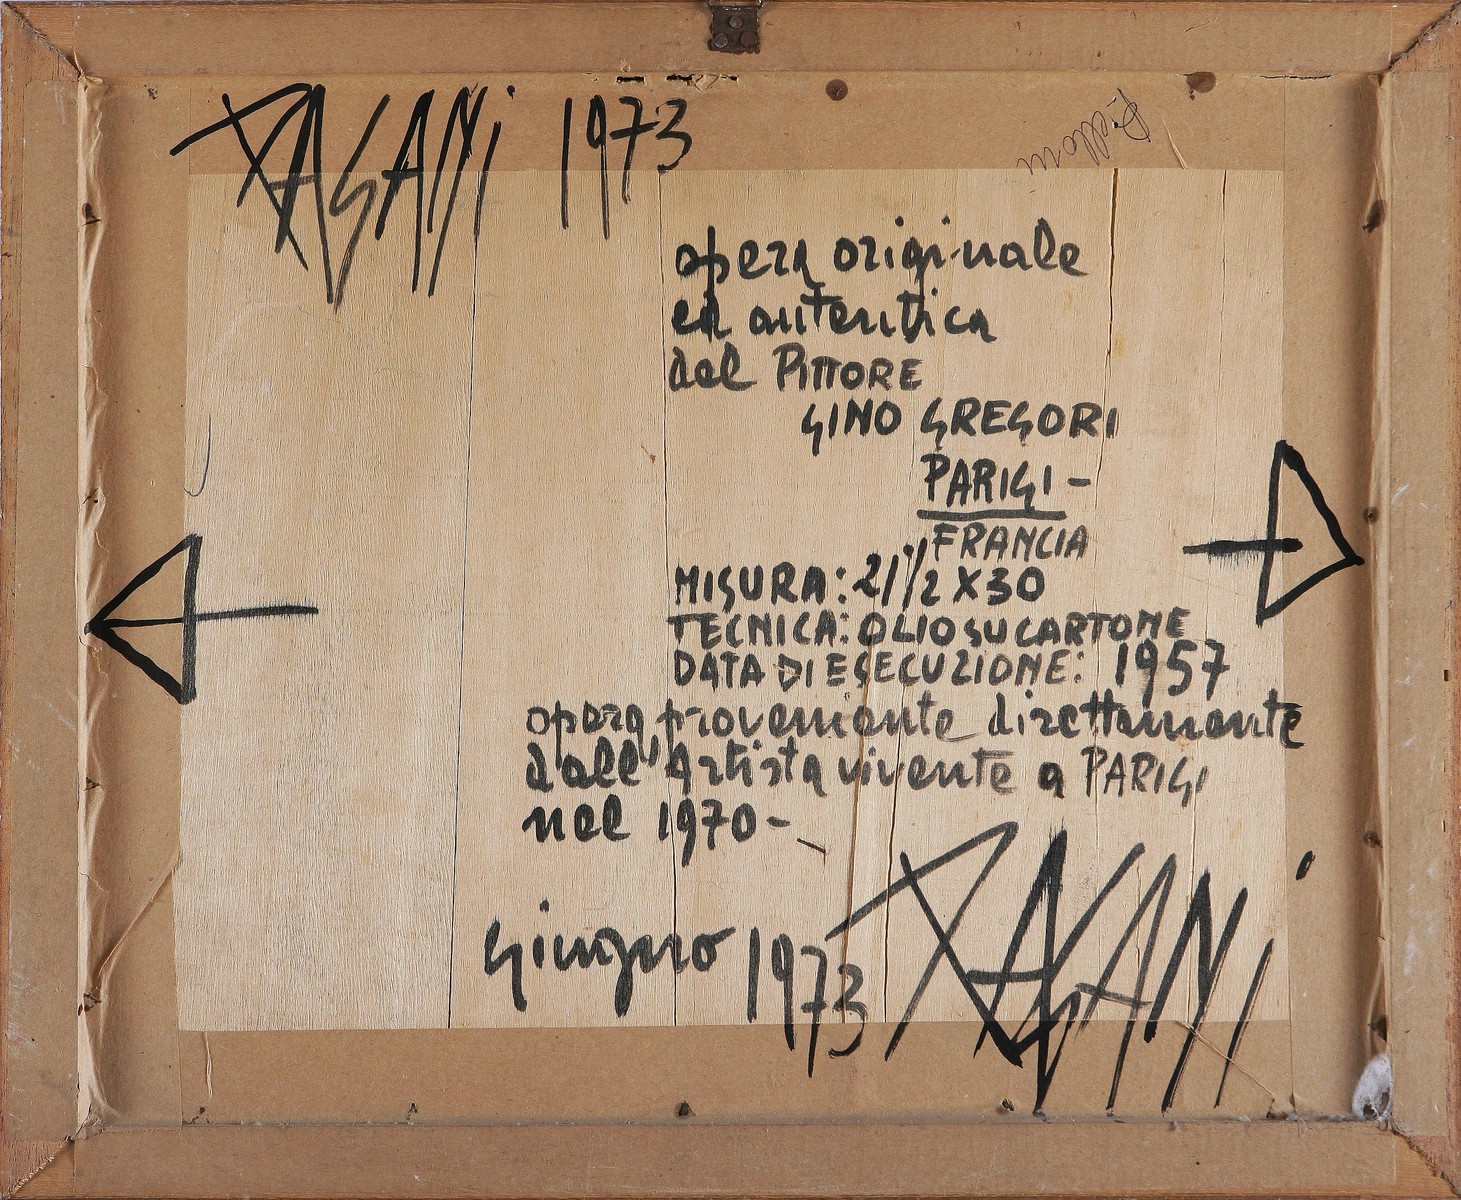 PAGANI 1973
Pelloni
opera originale
ed autentica
del PITTORE
GINO GREGORI
PARIGI -
FRANCIA
MISURA: 21 1/2 X 30
TECNICA: OLIO SU CARTONE
DATA DI ESECUZIONE: 1957
opera proveniente direttamente
dall'Artista vivente a PARIGI
nel 1970 -
giugno 1973 PAGANI